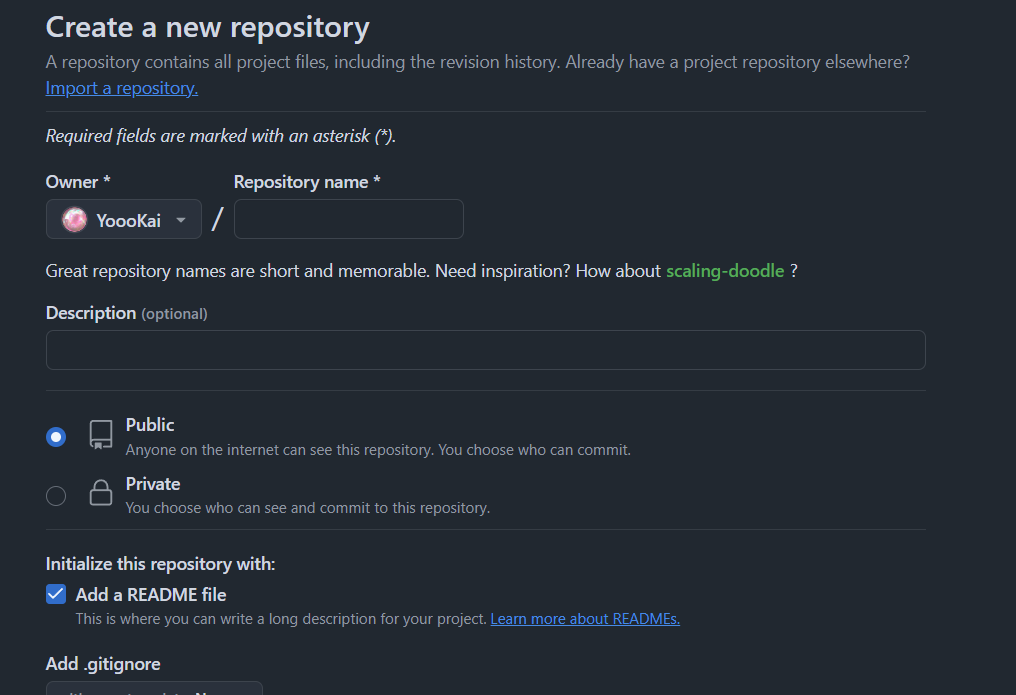 Create a new repository
A repository contains all project files, including the revision history. Already have a project repository elsewhere?
Import a repository.
Required fields are marked with an asterisk (*).
Owner * Repository name *
YoooKai /
Great repository names are short and memorable. Need inspiration? How about scaling-doodle ?
Description (optional)
Public
Anyone on the internet can see this repository. You choose who can commit.
Private
You choose who can see and commit to this repository.
Initialize this repository with:
Add a README file
This is where you can write a long description for your project. Learn more about READMEs.
Add .gitignore